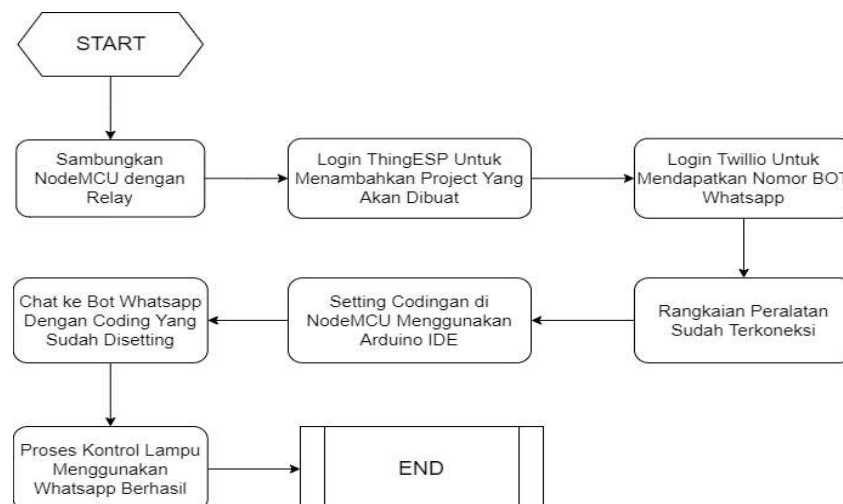 START
Sambungkan
NodeMCU dengan
Relay
Login ThingESP Untuk
Menambahkan Project Yang
Akan Dibuat
Login Twillio Untuk
Mendapatkan Nomor BOT
Whatsapp
Rangkaian Peralatan
Sudah Terkoneksi
Setting Codingan di
NodeMCU Menggunakan
Arduino IDE
Chat ke Bot Whatsapp
Dengan Coding Yang
Sudah Disetting
Proses Kontrol Lampu
Menggunakan
Whatsapp Berhasil
END